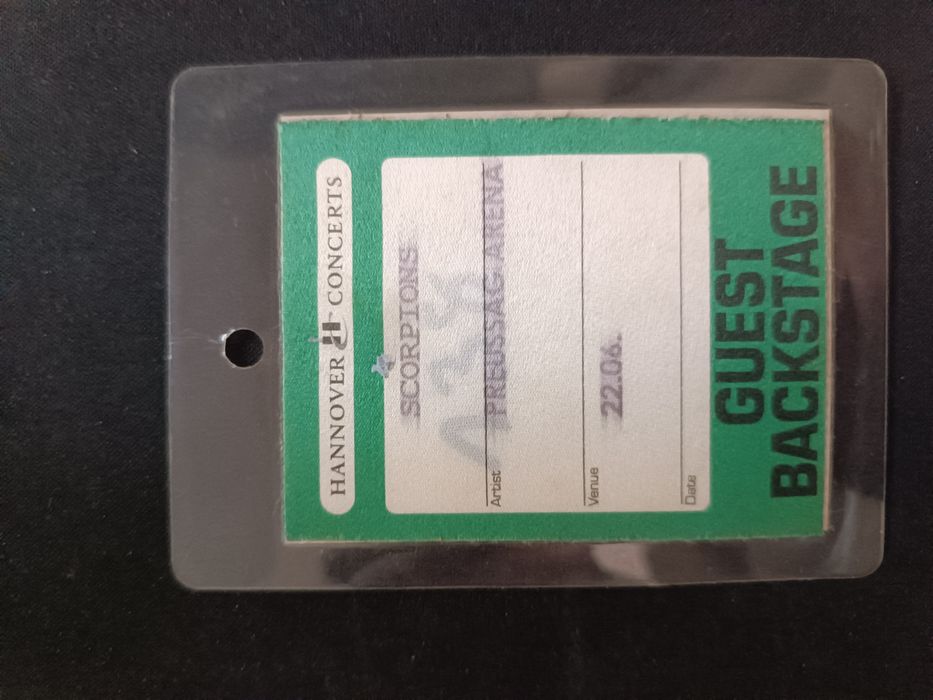 HANNOVER CONCERTS
SCORPIONS
Artist
PREUSSAG ARENA
Venue
22.06.
Date
GUEST
BACKSTAGE